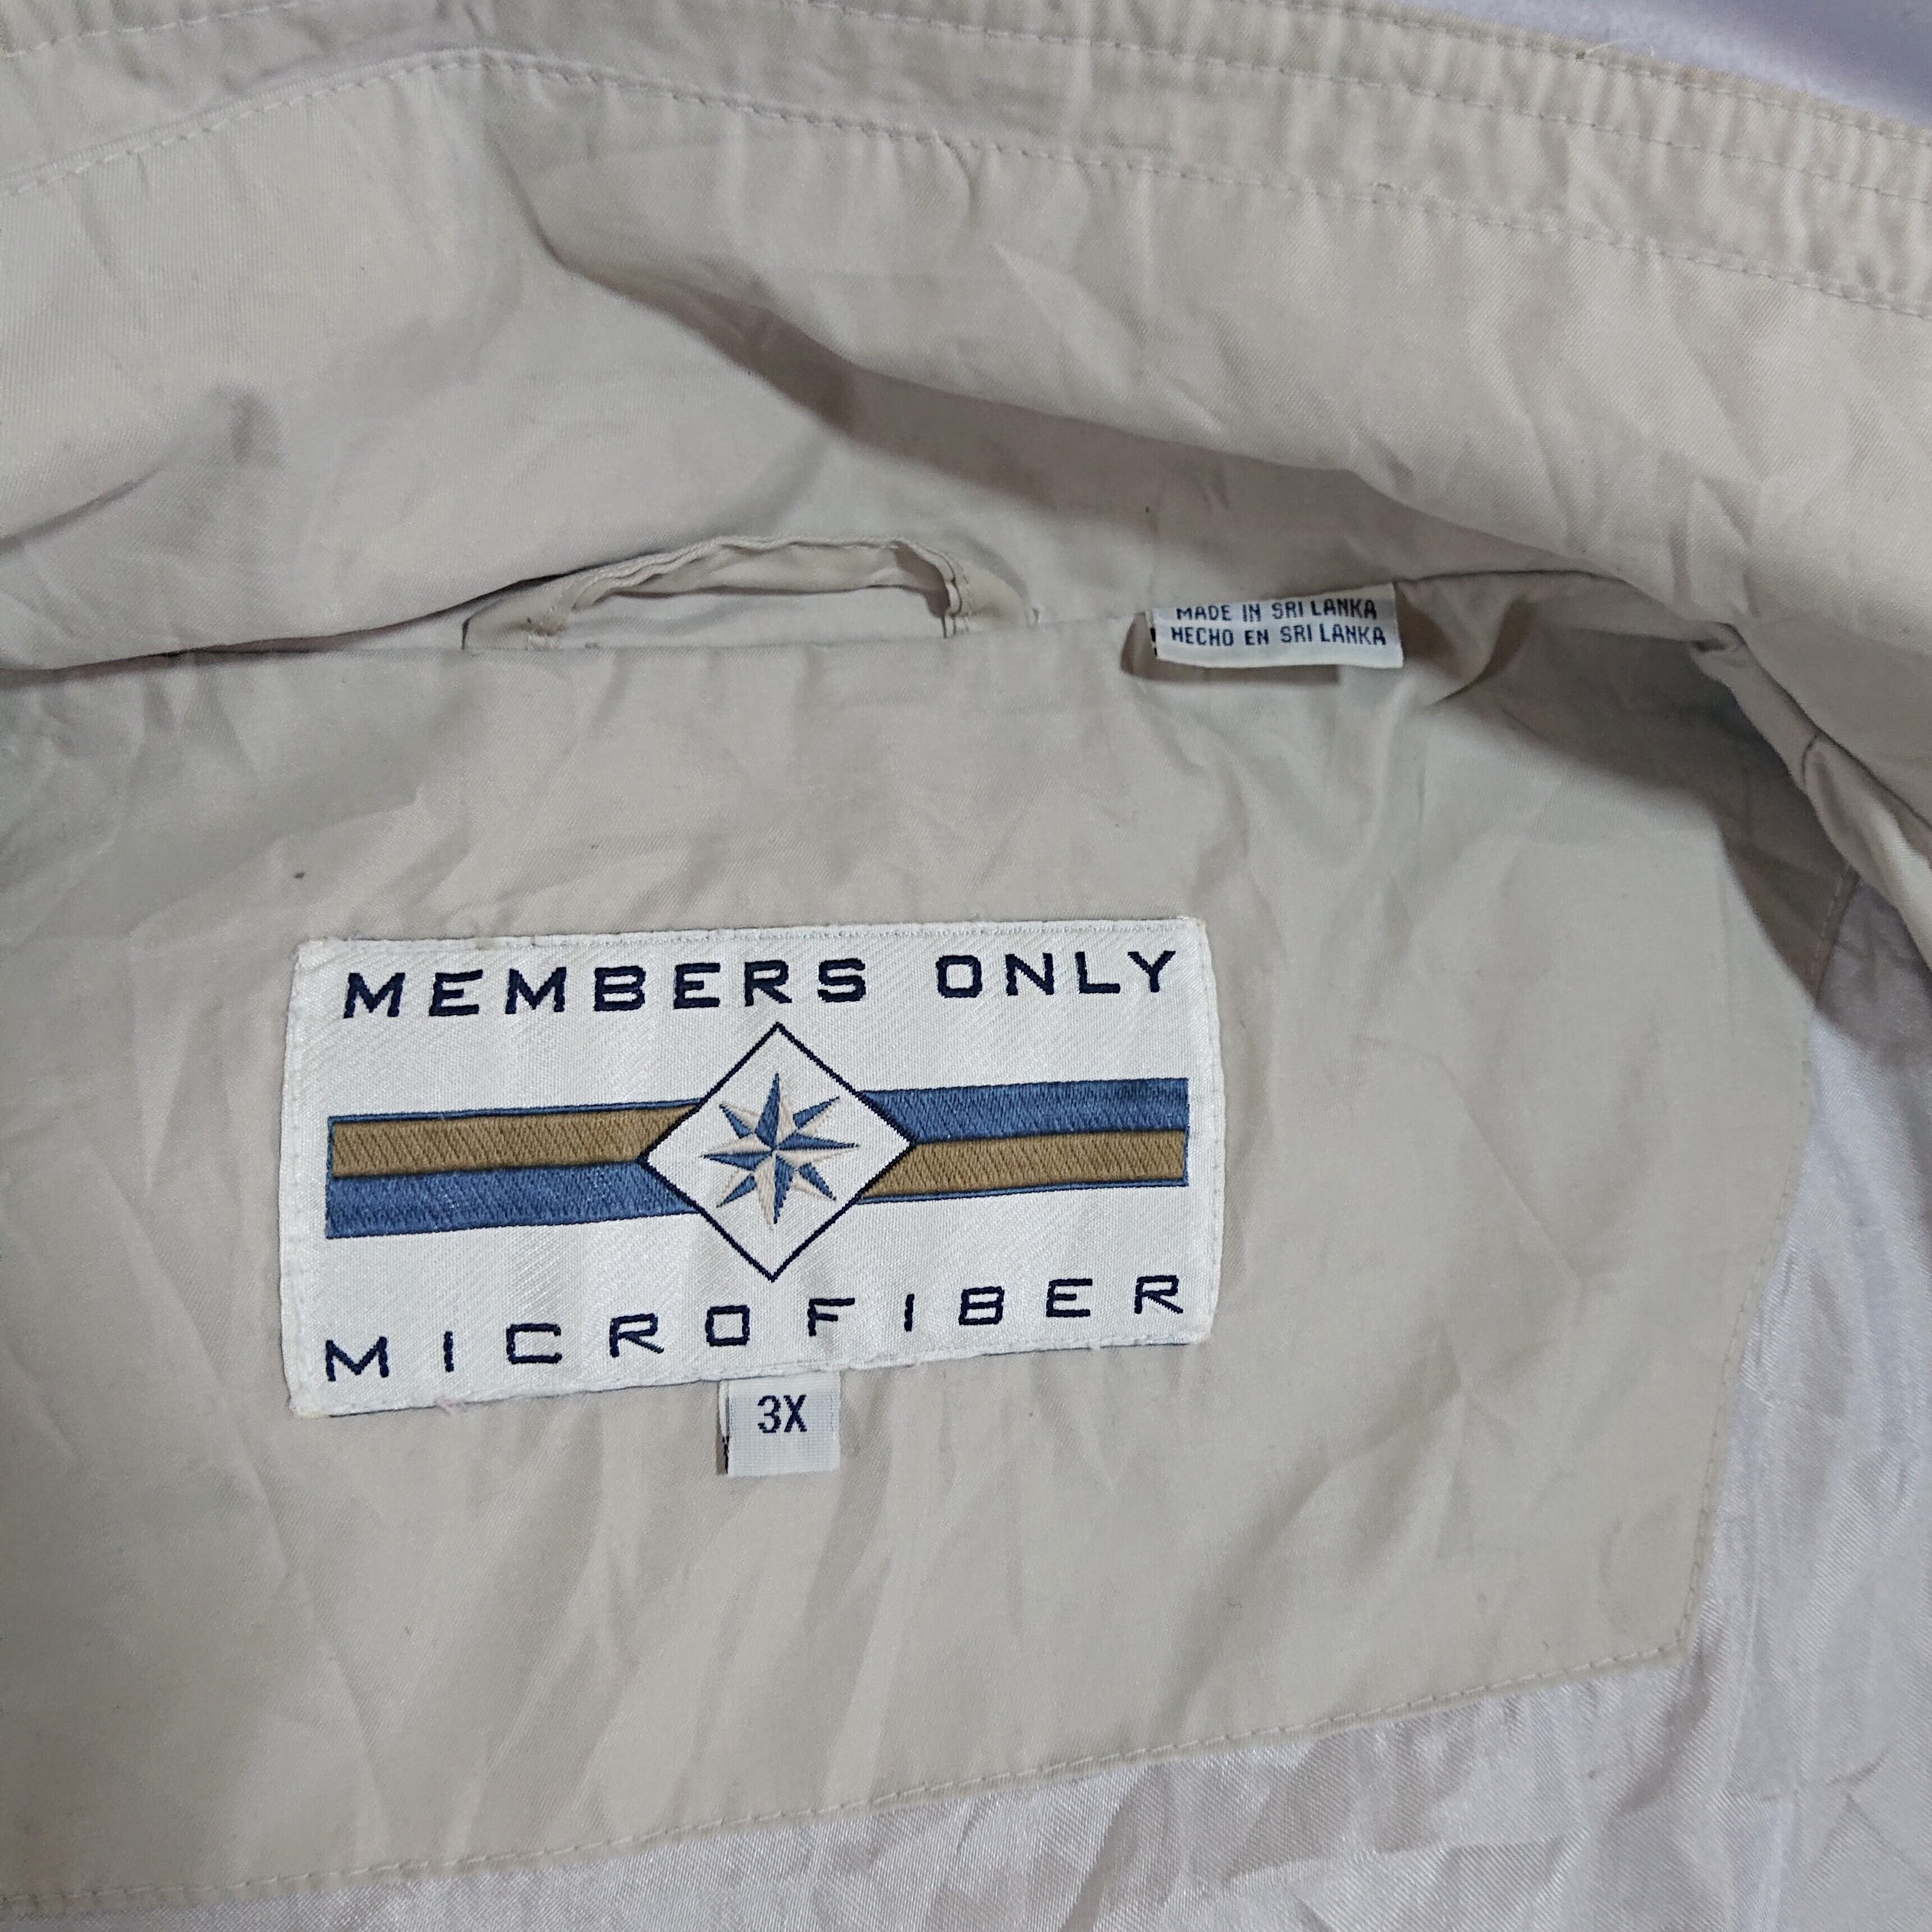 MADE IN SRI LANKA
HECHO EN SRI LANKA
MEMBERS ONLY
MICROFIBER
3X